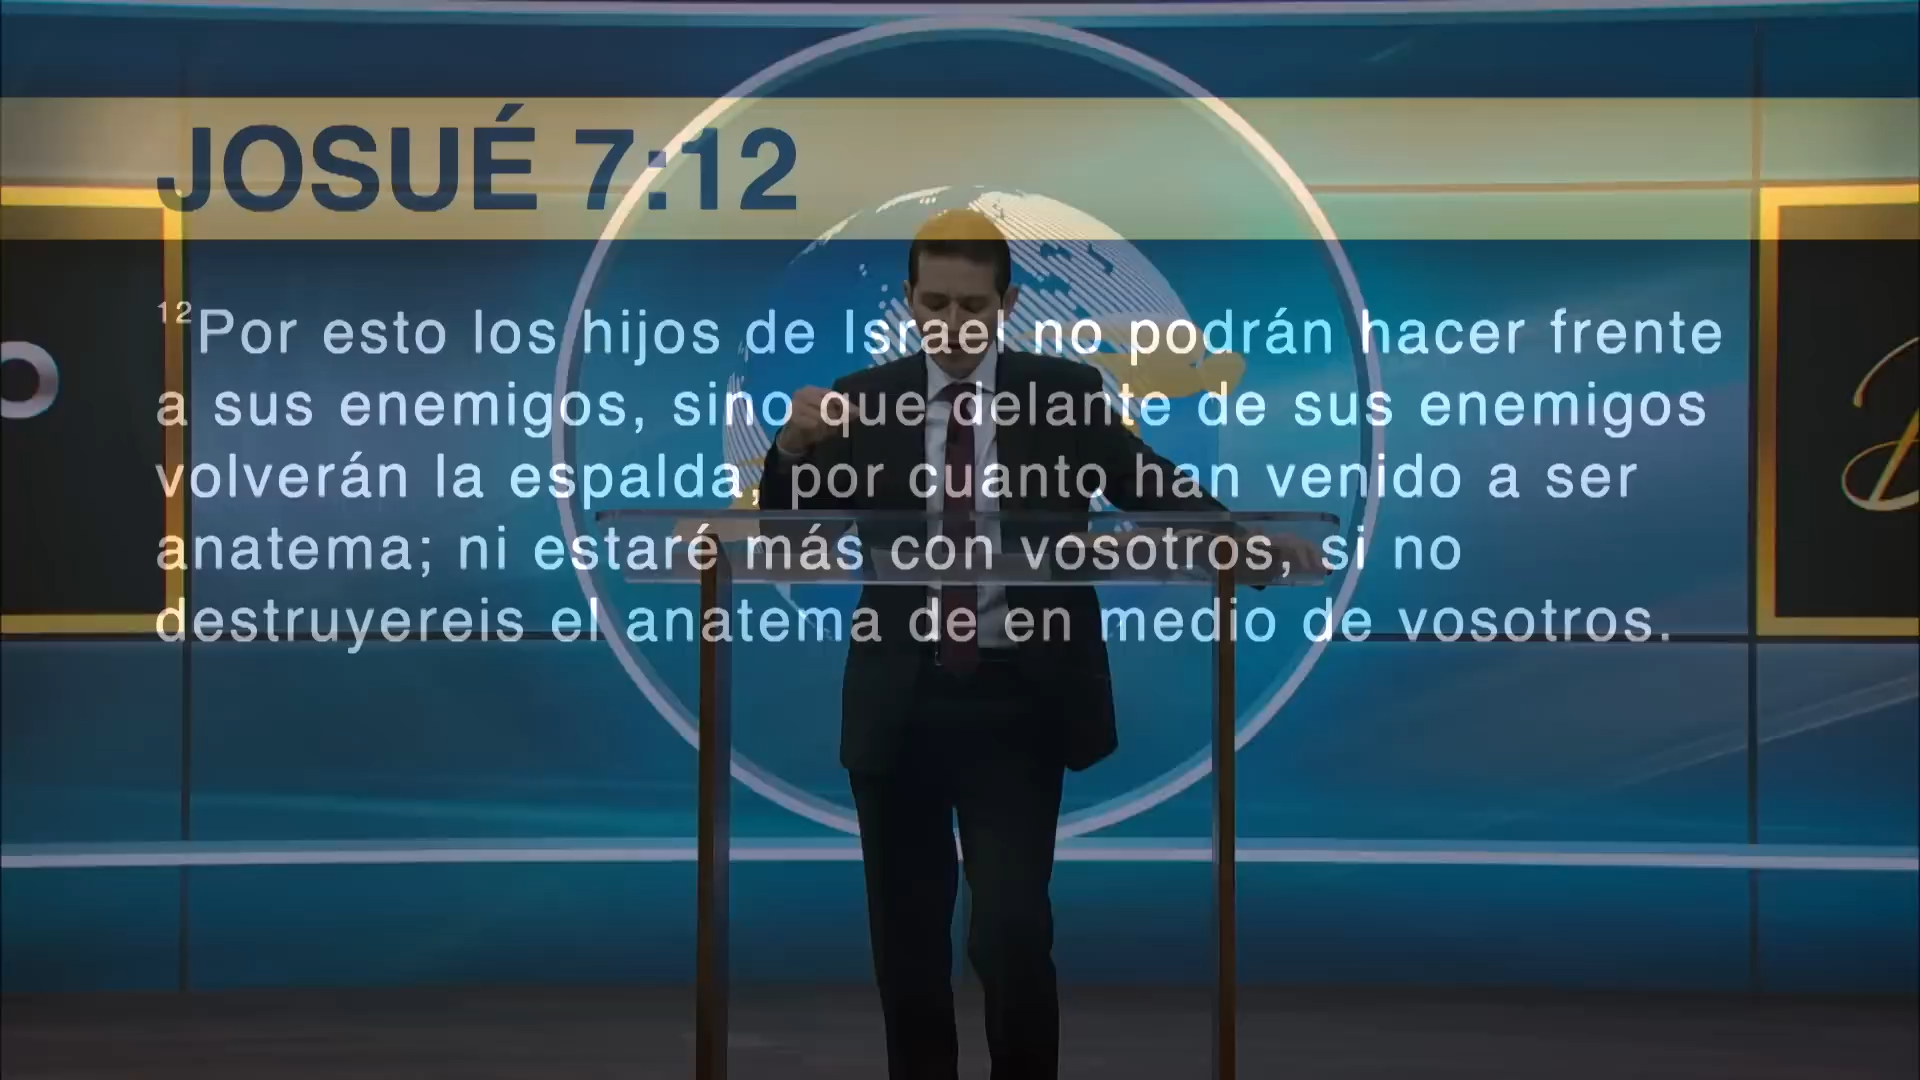 JOSUÉ 7:12
12Por esto los hijos de Israel no podrán hacer frente
a sus enemigos, sino que delante de sus enemigos
volverán la espalda, por cuanto han venido a ser
anatema; ni estaré más con vosotros, si no
destruyereis el anatema de en medio de vosotros.